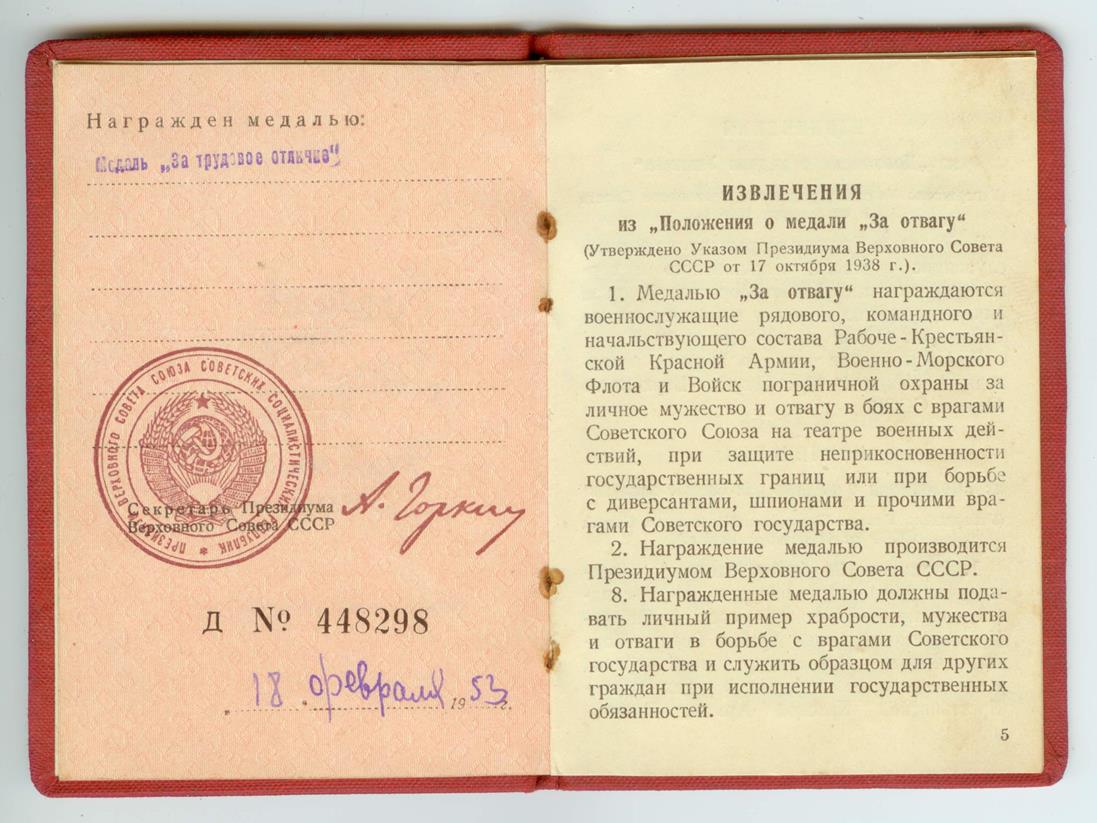 Награжден медалью:
Медаль „За трудовое отличие“
ПРЕЗИДИУМ ВЕРХОВНОГО СОВЕТА СОЮЗА СОВЕТСКИХ СОЦИАЛИСТИЧЕСКИХ РЕСПУБЛИК *
Секретарь Президиума
Верховного Совета СССР
А. Горкин
Д № 448298
18 февраля 1953 г.
ИЗВЛЕЧЕНИЯ
из „Положения о медали „За отвагу“
(Утверждено Указом Президиума Верховного Совета
СССР от 17 октября 1938 г.).
1. Медалью „За отвагу“ награждаются
военнослужащие рядового, командного и
начальствующего состава Рабоче-Крестьян-
ской Красной Армии, Военно-Морского
Флота и Войск пограничной охраны за
личное мужество и отвагу в боях с врагами
Советского Союза на театре военных дей-
ствий, при защите неприкосновенности
государственных границ или при борьбе
с диверсантами, шпионами и прочими вра-
гами Советского государства.
2. Награждение медалью производится
Президиумом Верховного Совета СССР.
8. Награжденные медалью должны пода-
вать личный пример храбрости, мужества
и отваги в борьбе с врагами Советского
государства и служить образцом для других
граждан при исполнении государственных
обязанностей.
5